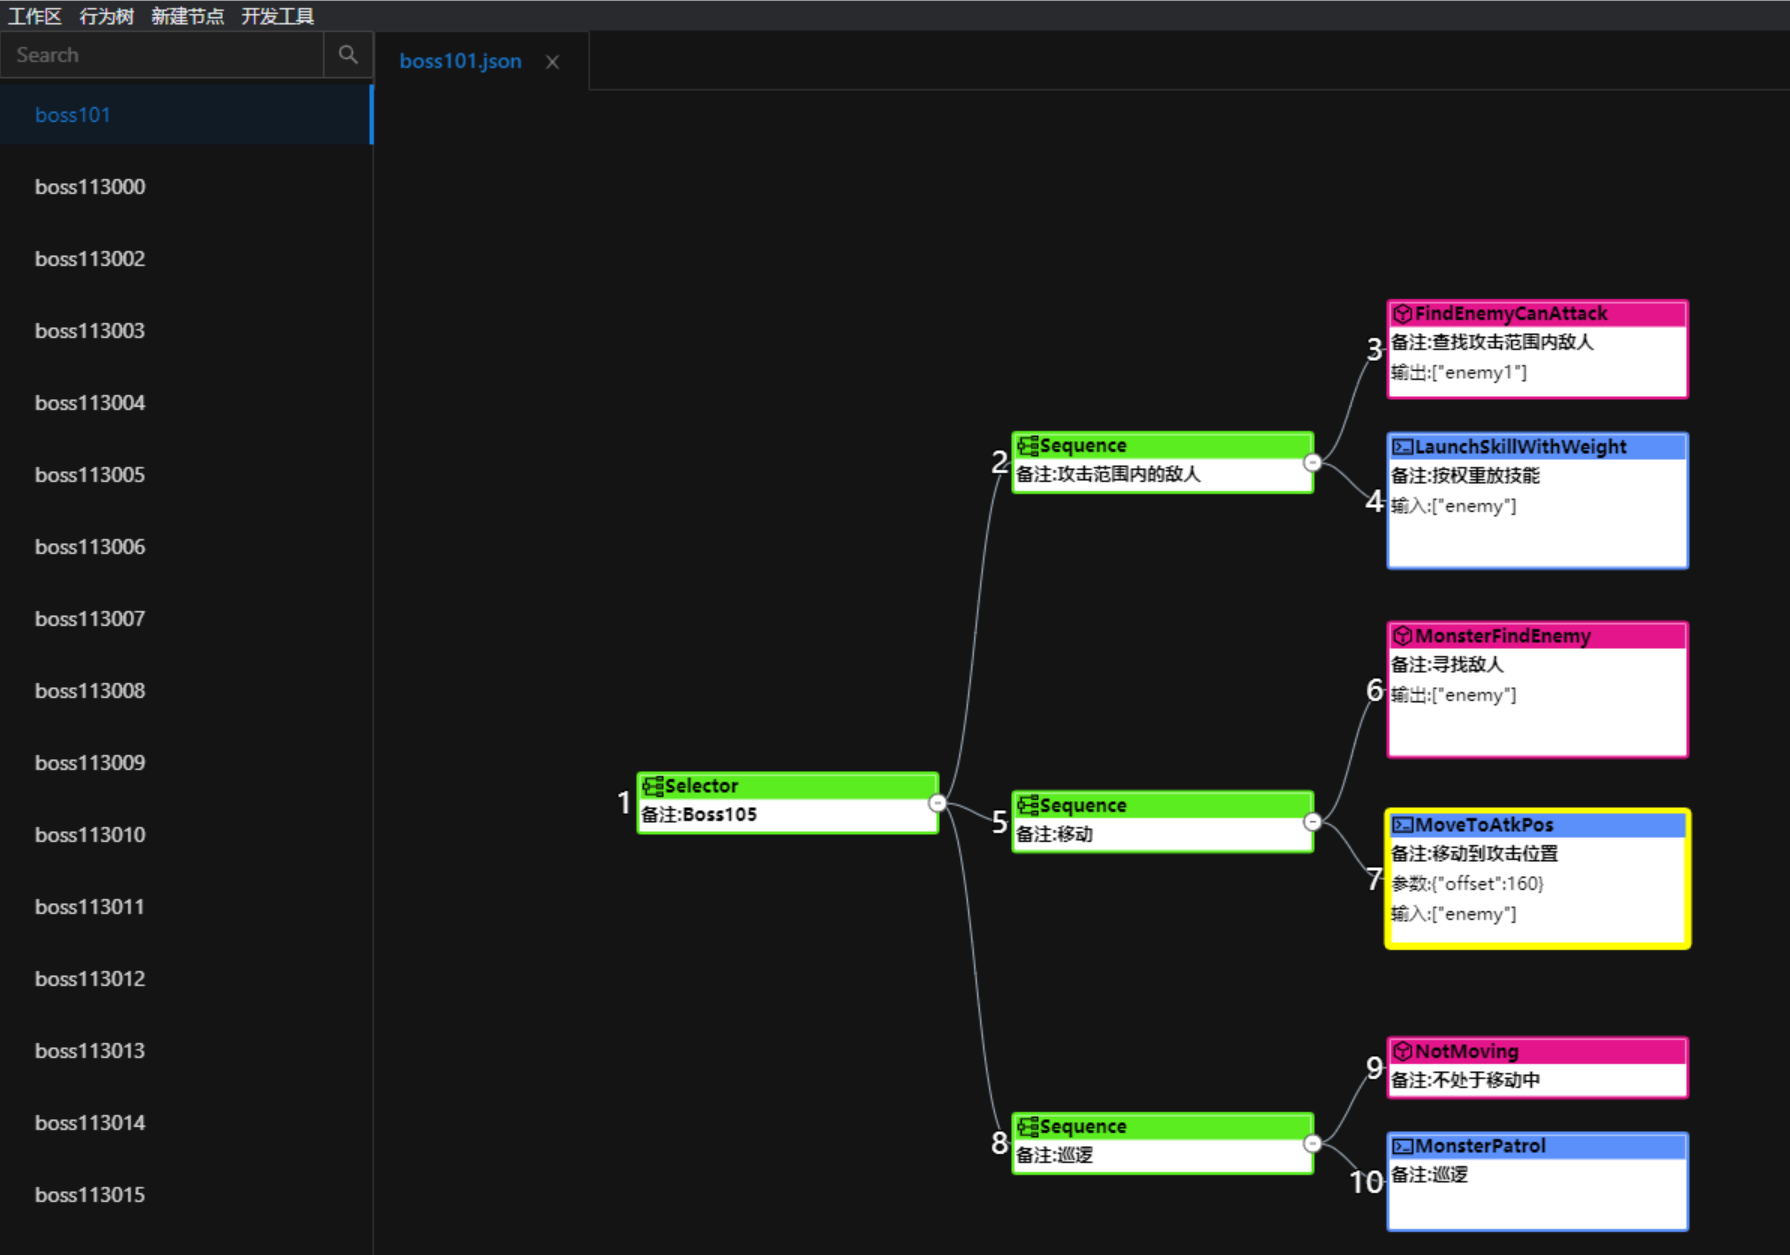 工作区 行为树 新建节点 开发工具
Search
boss101.json
boss101
boss113000
boss113002
boss113003
boss113004
boss113005
boss113006
boss113007
boss113008
boss113009
boss113010
boss113011
boss113012
boss113013
boss113014
boss113015
1
Selector
备注:Boss105
2
Sequence
备注:攻击范围内的敌人
3
FindEnemyCanAttack
备注:查找攻击范围内敌人
输出:["enemy1"]
4
LaunchSkillWithWeight
备注:按权重放技能
输入:["enemy"]
5
Sequence
备注:移动
6
MonsterFindEnemy
备注:寻找敌人
输出:["enemy"]
7
MoveToAtkPos
备注:移动到攻击位置
参数:{"offset":160}
输入:["enemy"]
8
Sequence
备注:巡逻
9
NotMoving
备注:不处于移动中
10
MonsterPatrol
备注:巡逻